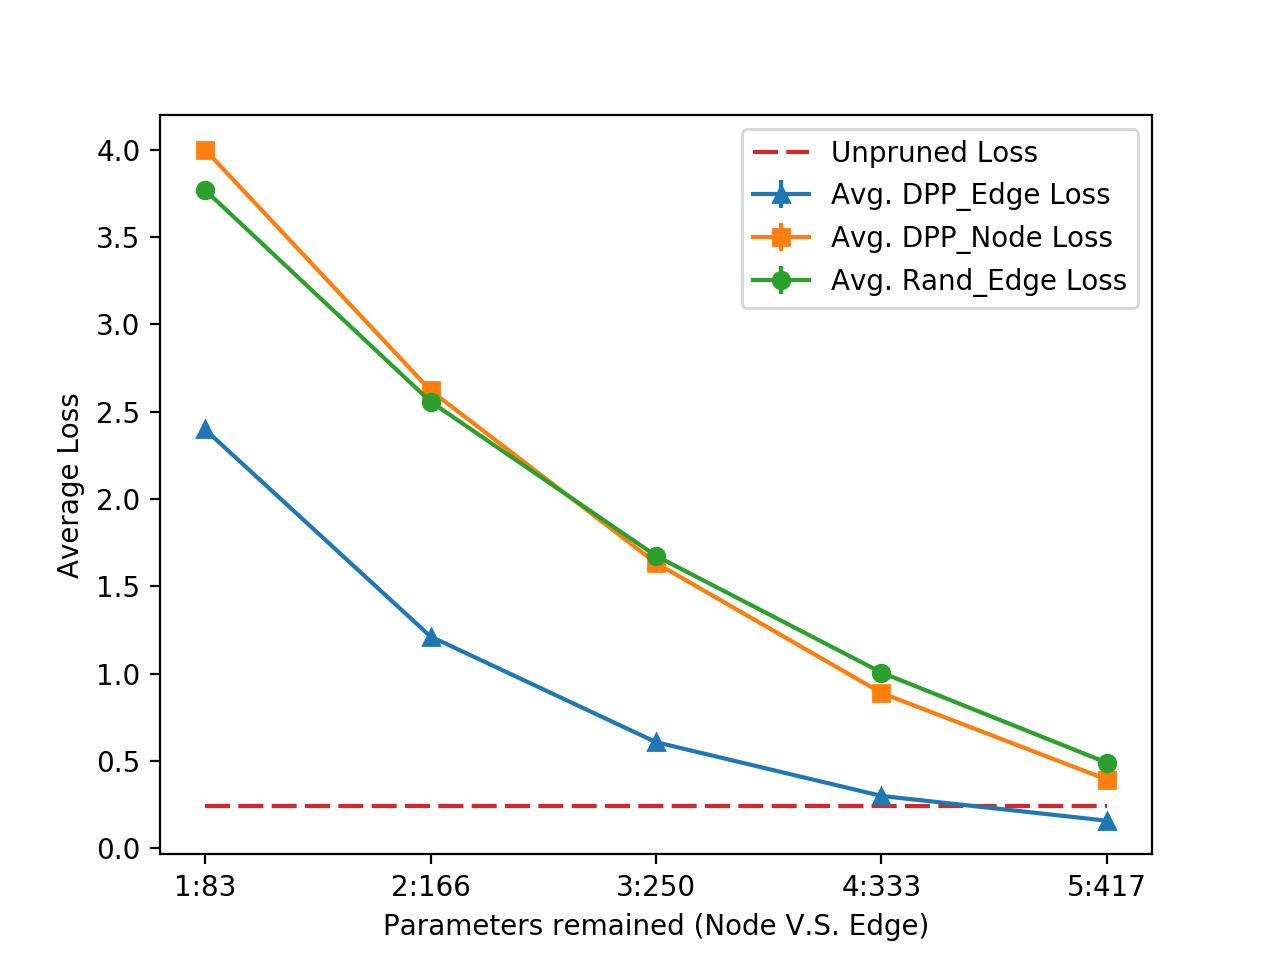 Unpruned Loss
Avg. DPP_Edge Loss
Avg. DPP_Node Loss
Avg. Rand_Edge Loss
4.0
3.5
3.0
2.5
2.0
1.5
1.0
0.5
0.0
Average Loss
1:83 2:166 3:250 4:333 5:417
Parameters remained (Node V.S. Edge)